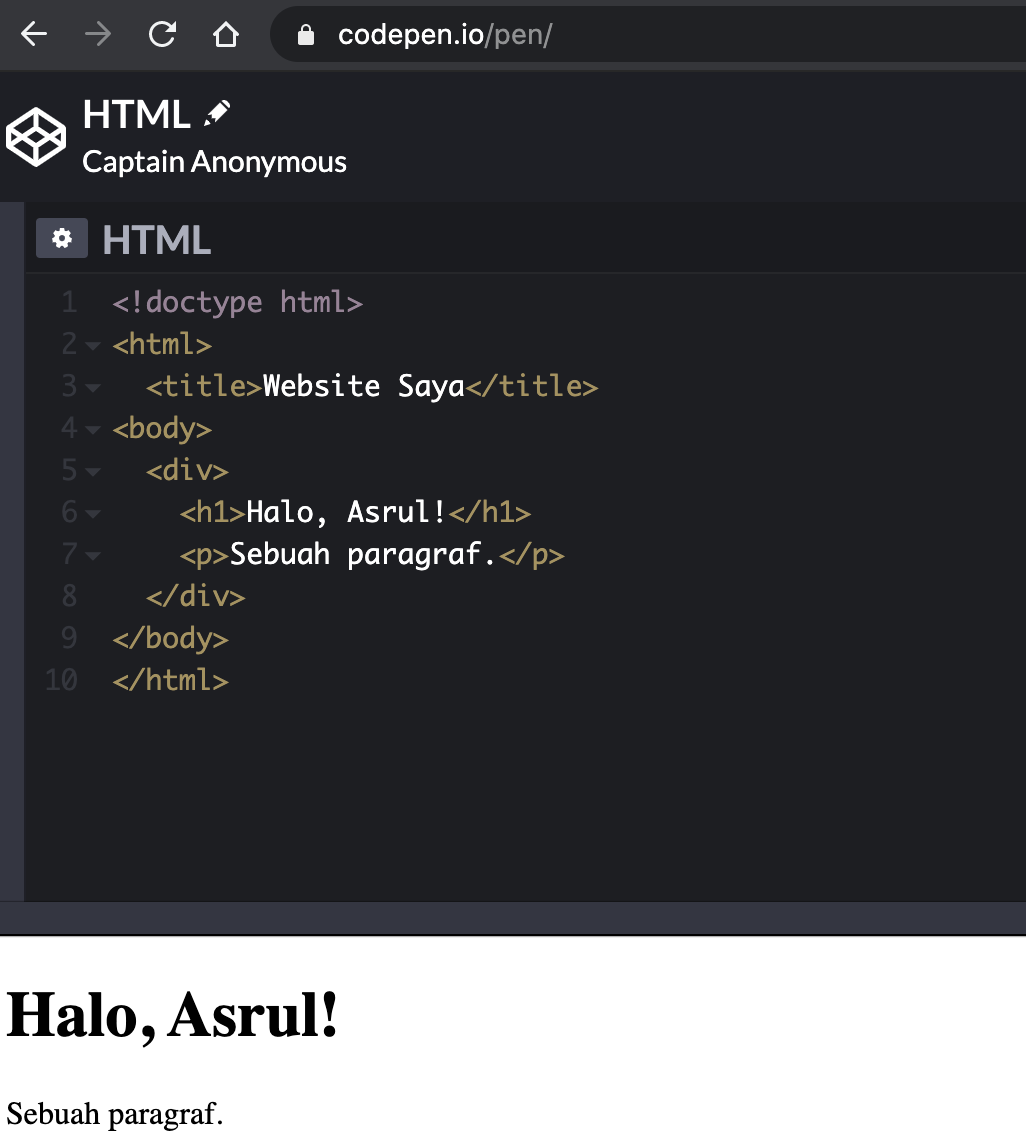 codepen.io/pen/
HTML
Captain Anonymous
HTML
1 <!doctype html>
2 <html>
3 <title>Website Saya</title>
4 <body>
5 <div>
6 <h1>Halo, Asrul!</h1>
7 <p>Sebuah paragraf.</p>
8 </div>
9 </body>
10 </html>
Halo, Asrul!
Sebuah paragraf.